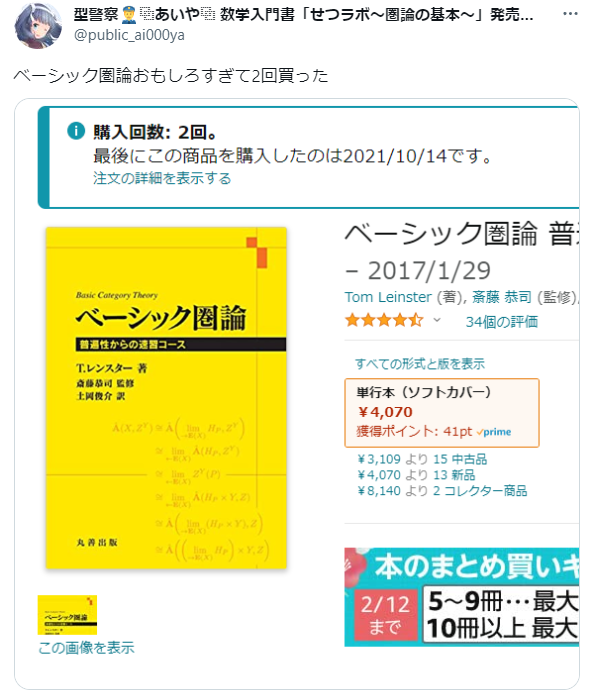 型警察👮⿻あいや⿻ 数学入門書「せつラボ〜圏論の基本〜」発売...
@public_ai000ya
ベーシック圏論おもしろすぎて2回買った
購入回数: 2回。
最後にこの商品を購入したのは2021/10/14です。
注文の詳細を表示する
Basic Category Theory
ベーシック圏論
普遍性からの速習コース
T.レンスター 著
斎藤恭司 監修
土岡俊介 訳
丸善出版
この画像を表示
ベーシック圏論 普
– 2017/1/29
Tom Leinster (著), 斎藤 恭司 (監修),
34個の評価
すべての形式と版を表示
単行本（ソフトカバー）
￥4,070
獲得ポイント: 41pt prime
￥3,109 より 15 中古品
￥4,070 より 13 新品
￥8,140 より 2 コレクター商品
本のまとめ買いキ
2/12
まで
5〜9冊…最大
10冊以上 最大